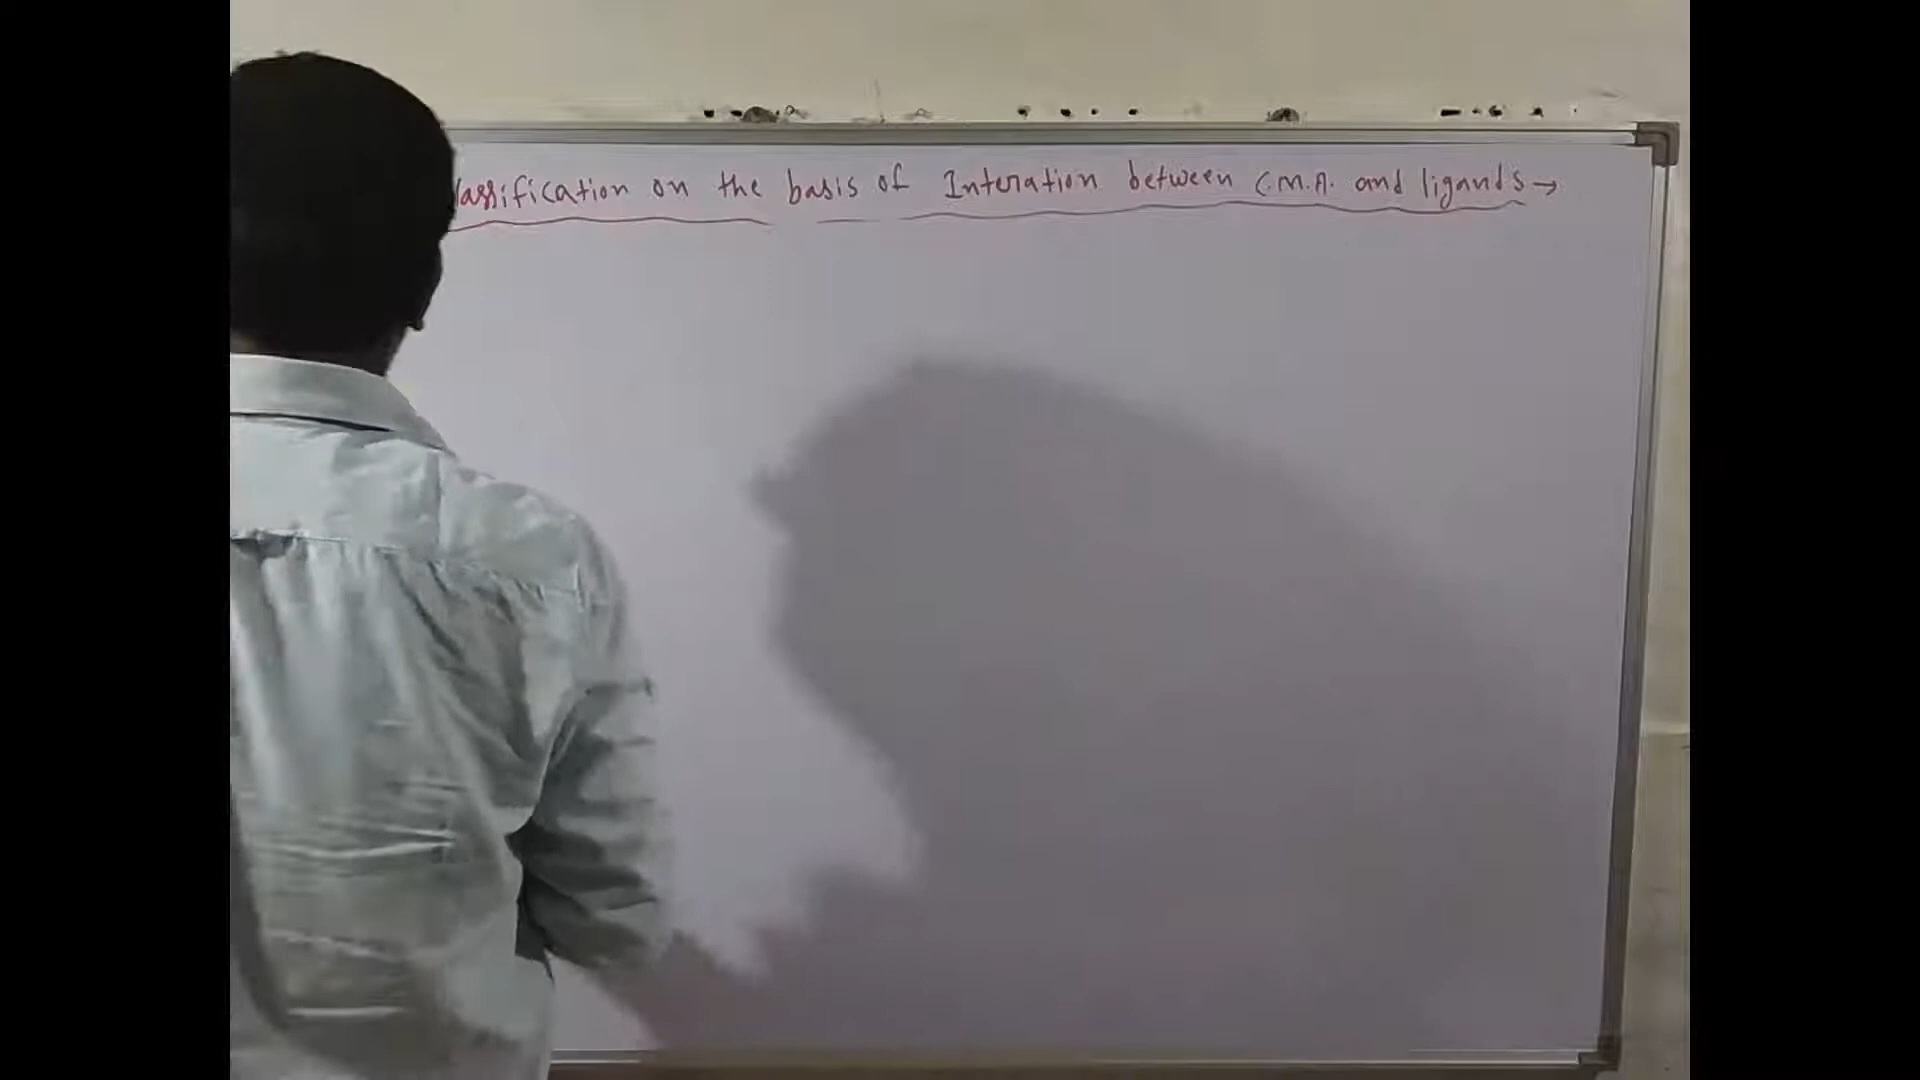 lassification on the basis of Interation between C.M.A. and ligands→